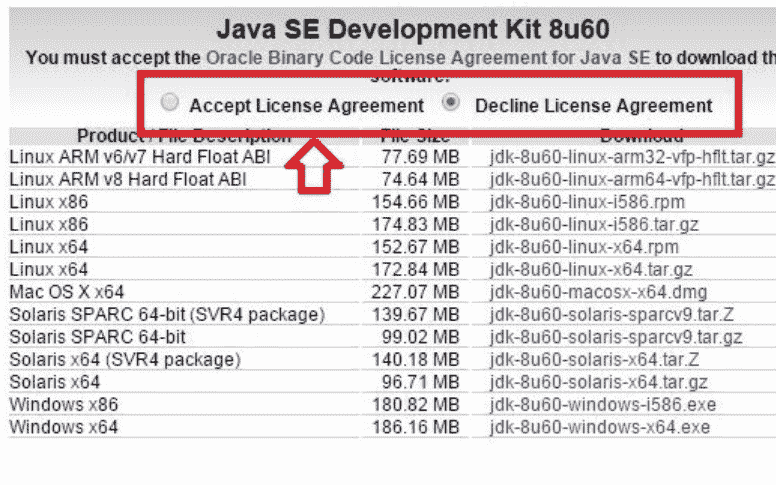 Java SE Development Kit 8u60
You must accept the Oracle Binary Code License Agreement for Java SE to download th
software.
Accept License Agreement Decline License Agreement
Product / File Description File Size Download
Linux ARM v6/v7 Hard Float ABI 77.69 MB jdk-8u60-linux-arm32-vfp-hflt.tar.gz
Linux ARM v8 Hard Float ABI 74.64 MB jdk-8u60-linux-arm64-vfp-hflt.tar.gz
Linux x86 154.66 MB jdk-8u60-linux-i586.rpm
Linux x86 174.83 MB jdk-8u60-linux-i586.tar.gz
Linux x64 152.67 MB jdk-8u60-linux-x64.rpm
Linux x64 172.84 MB jdk-8u60-linux-x64.tar.gz
Mac OS X x64 227.07 MB jdk-8u60-macosx-x64.dmg
Solaris SPARC 64-bit (SVR4 package) 139.67 MB jdk-8u60-solaris-sparcv9.tar.Z
Solaris SPARC 64-bit 99.02 MB jdk-8u60-solaris-sparcv9.tar.gz
Solaris x64 (SVR4 package) 140.18 MB jdk-8u60-solaris-x64.tar.Z
Solaris x64 96.71 MB jdk-8u60-solaris-x64.tar.gz
Windows x86 180.82 MB jdk-8u60-windows-i586.exe
Windows x64 186.16 MB jdk-8u60-windows-x64.exe